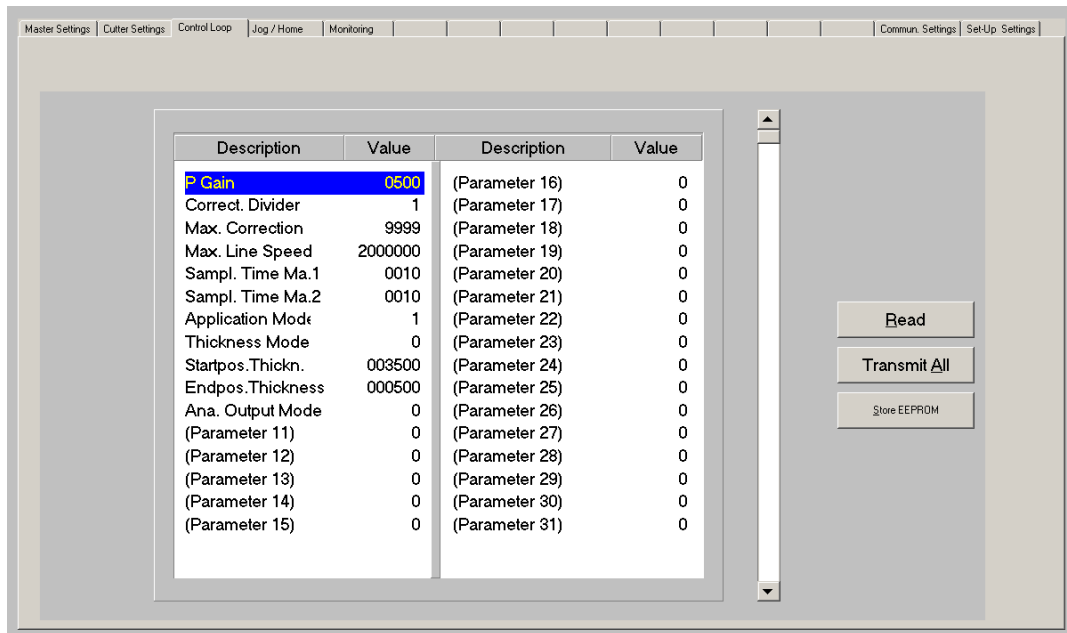 Master Settings Cutter Settings Control Loop Jog / Home Monitoring Commun. Settings Set-Up Settings
Description Value Description Value
P Gain 0500 (Parameter 16) 0
Correct. Divider 1 (Parameter 17) 0
Max. Correction 9999 (Parameter 18) 0
Max. Line Speed 2000000 (Parameter 19) 0
Sampl. Time Ma.1 0010 (Parameter 20) 0
Sampl. Time Ma.2 0010 (Parameter 21) 0
Application Mode 1 (Parameter 22) 0
Thickness Mode 0 (Parameter 23) 0
Startpos.Thickn. 003500 (Parameter 24) 0
Endpos.Thickness 000500 (Parameter 25) 0
Ana. Output Mode 0 (Parameter 26) 0
(Parameter 11) 0 (Parameter 27) 0
(Parameter 12) 0 (Parameter 28) 0
(Parameter 13) 0 (Parameter 29) 0
(Parameter 14) 0 (Parameter 30) 0
(Parameter 15) 0 (Parameter 31) 0
Read
Transmit All
Store EEPROM